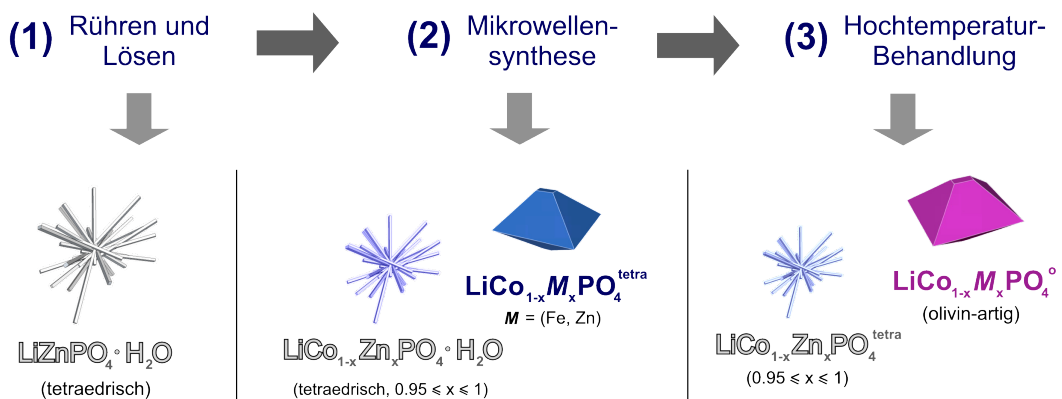 (1) Rühren und
Lösen
(2) Mikrowellen-
synthese
(3) Hochtemperatur-
Behandlung
LiZnPO₄·H₂O
(tetraedrisch)
LiCo₁₋ₓZnₓPO₄·H₂O
(tetraedrisch, 0.95 ⩽ x ⩽ 1)
LiCo₁₋ₓMₓPO₄ᵗᵉᵗʳᵃ
M = (Fe, Zn)
LiCo₁₋ₓZnₓPO₄ᵗᵉᵗʳᵃ
(0.95 ⩽ x ⩽ 1)
LiCo₁₋ₓMₓPO₄ᵒ
(olivin-artig)